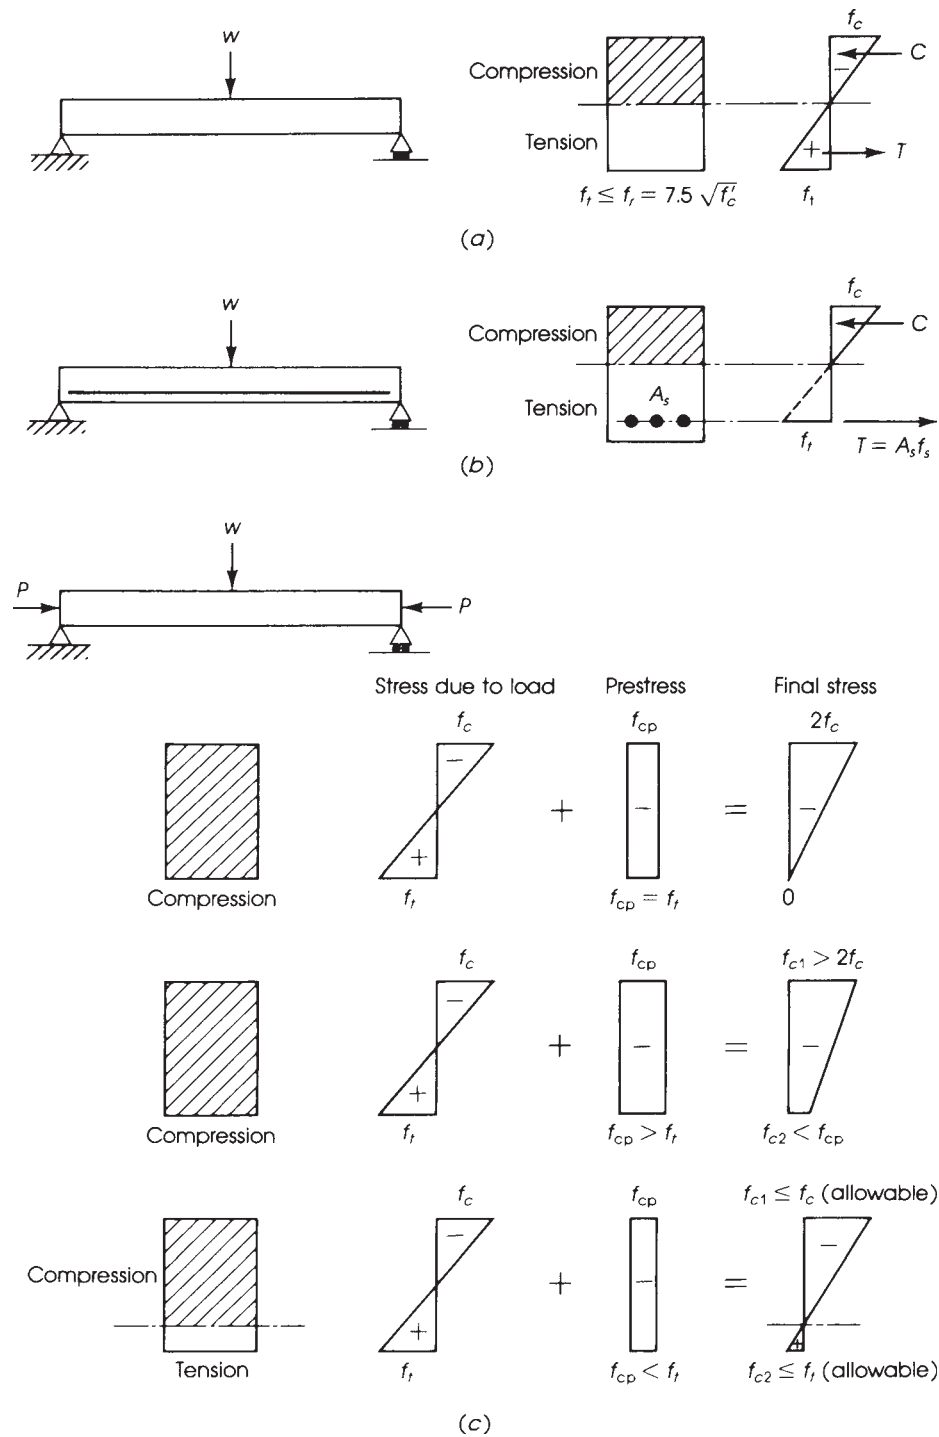 w
f_c
Compression
− C
Tension
+ T
f_t ≤ f_r = 7.5 √f'_c
f_t
(a)
w
f_c
Compression
C
A_s
Tension
f_t
T = A_s f_s
(b)
w
P
P
Stress due to load Prestress Final stress
f_c f_cp 2f_c
− + − = −
+
Compression f_t f_cp = f_t 0
f_c f_cp f_c1 > 2f_c
− + − = −
+
Compression f_t f_cp > f_t f_c2 < f_cp
f_c f_cp f_c1 ≤ f_c (allowable)
−
Compression + − = −
+ +
Tension f_t f_cp < f_t f_c2 ≤ f_t (allowable)
(c)